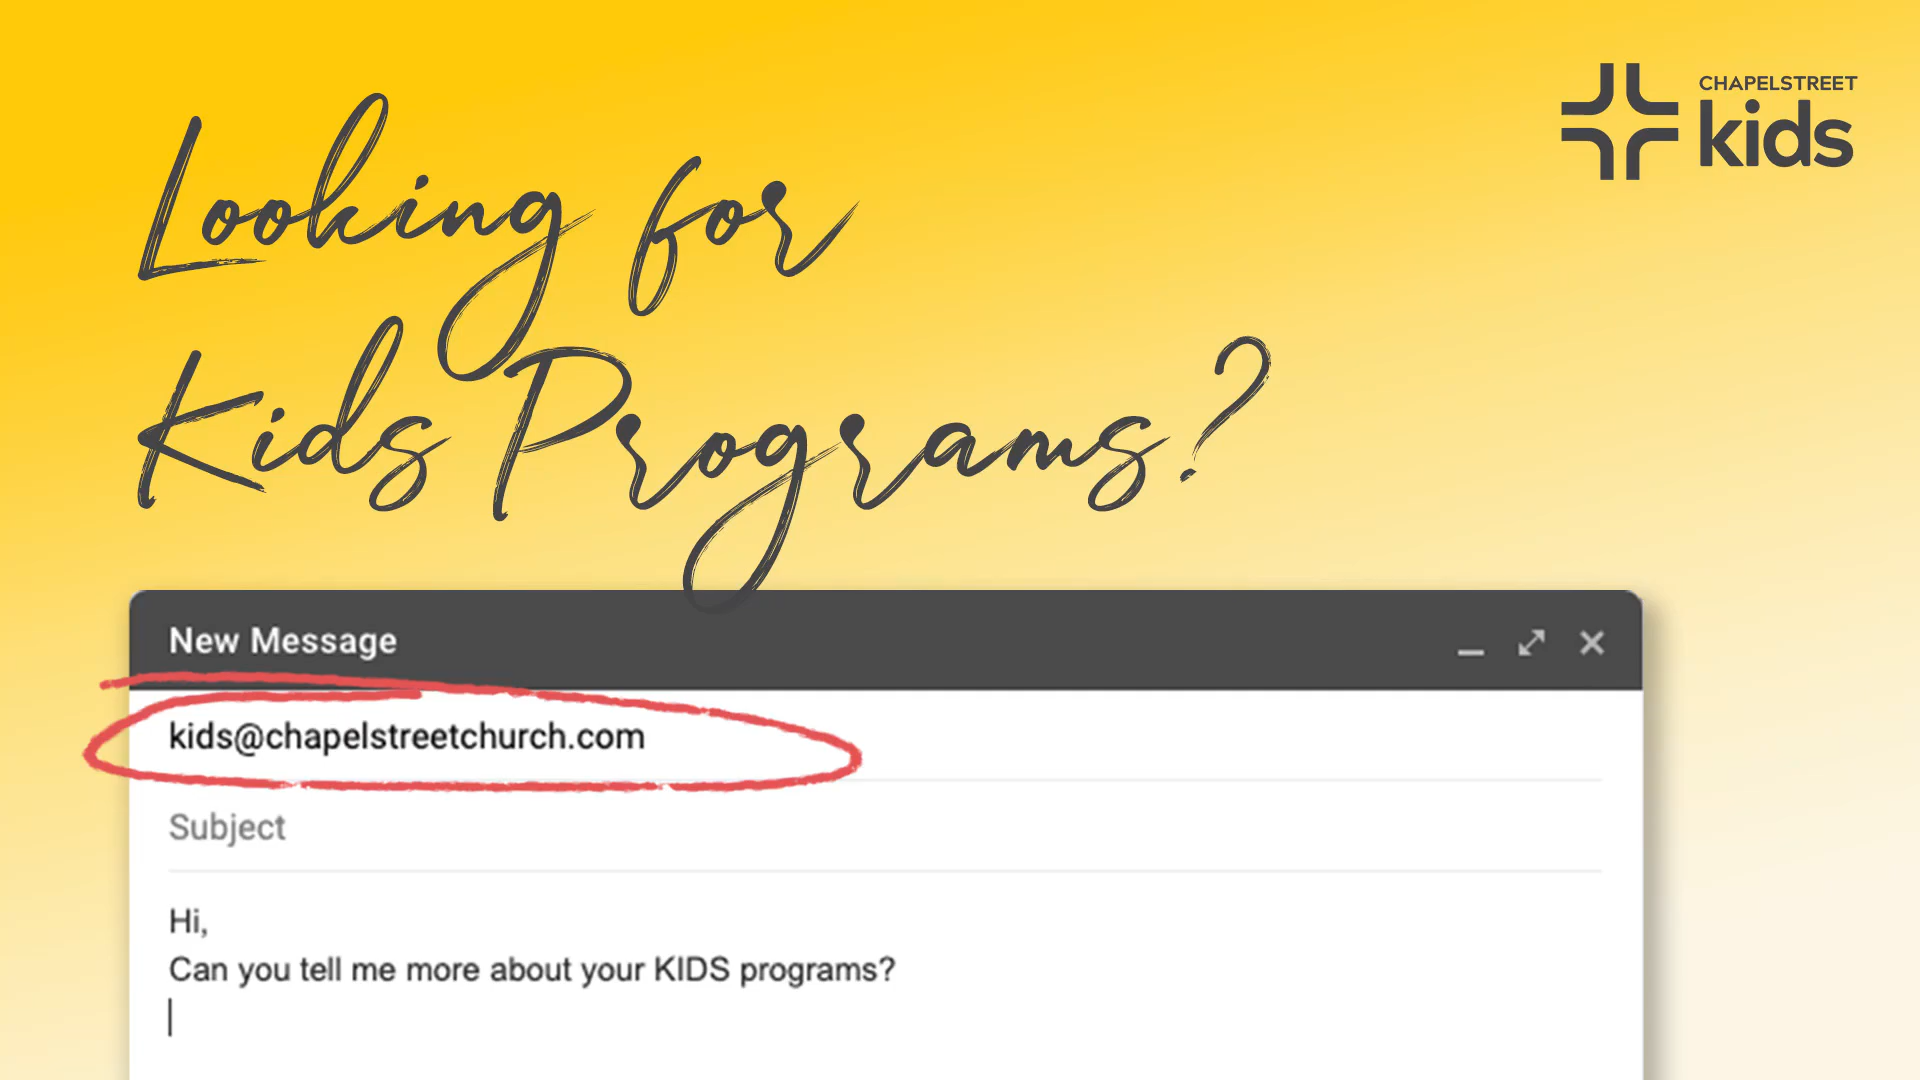 CHAPELSTREET
kids
Looking for
Kids Programs?
New Message
kids@chapelstreetchurch.com
Subject
Hi,
Can you tell me more about your KIDS programs?